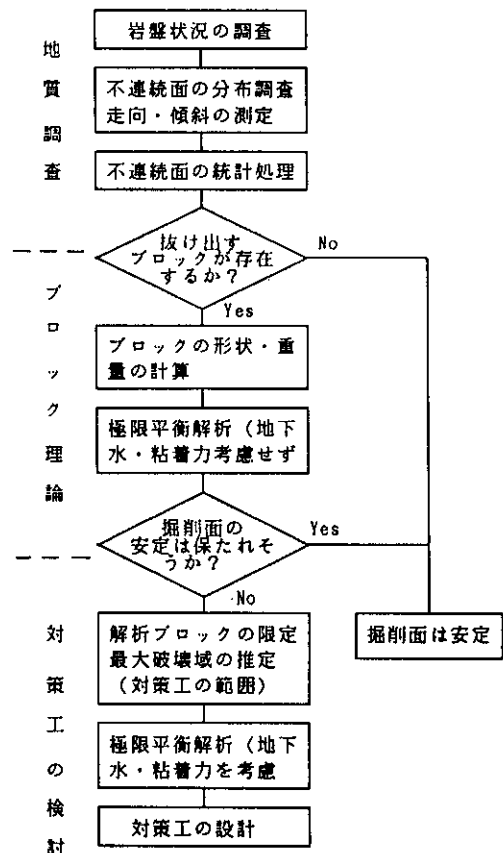 地質調査
岩盤状況の調査
不連続面の分布調査
走向・傾斜の測定
不連続面の統計処理
ブロック理論
抜け出す
ブロックが存在
するか？
No
Yes
ブロックの形状・重
量の計算
極限平衡解析（地下
水・粘着力考慮せず
掘削面の
安定は保たれそ
うか？
Yes
No
掘削面は安定
対策工の検討
解析ブロックの限定
最大破壊域の推定
（対策工の範囲）
極限平衡解析（地下
水・粘着力を考慮
対策工の設計